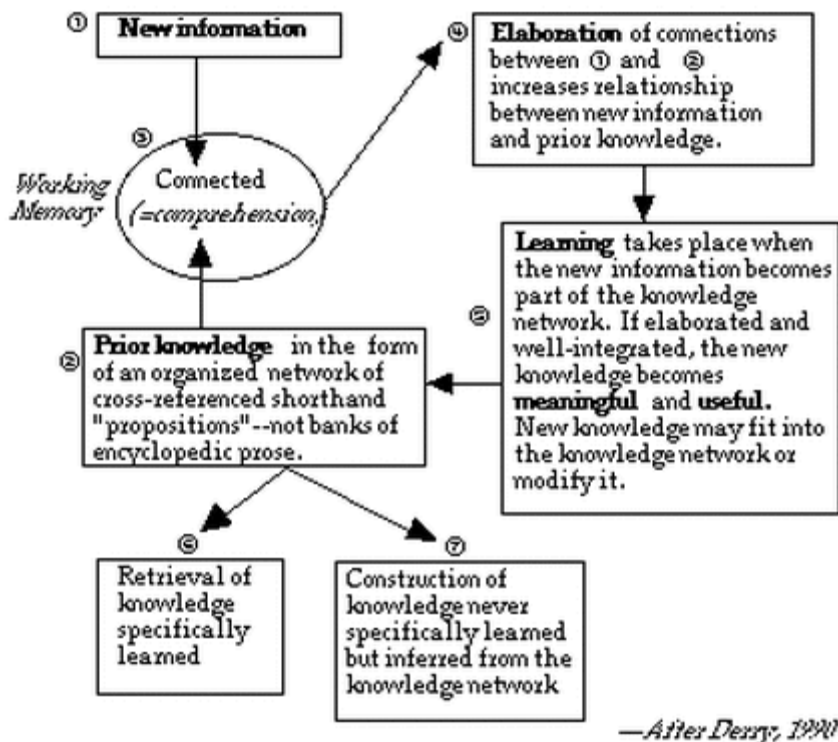 ① New information
④ Elaboration of connections
between ① and ②
increases relationship
between new information
and prior knowledge.
③
Connected
(=comprehension)
Working
Memory
Learning takes place when
the new information becomes
part of the knowledge
network. If elaborated and
⑤ well-integrated, the new
knowledge becomes
meaningful and useful.
New knowledge may fit into
the knowledge network or
modify it.
② Prior knowledge in the form
of an organized network of
cross-referenced shorthand
"propositions"--not banks of
encyclopedic prose.
⑥
Retrieval of
knowledge
specifically
learned
⑦
Construction of
knowledge never
specifically learned
but inferred from the
knowledge network
—After Derry, 1990